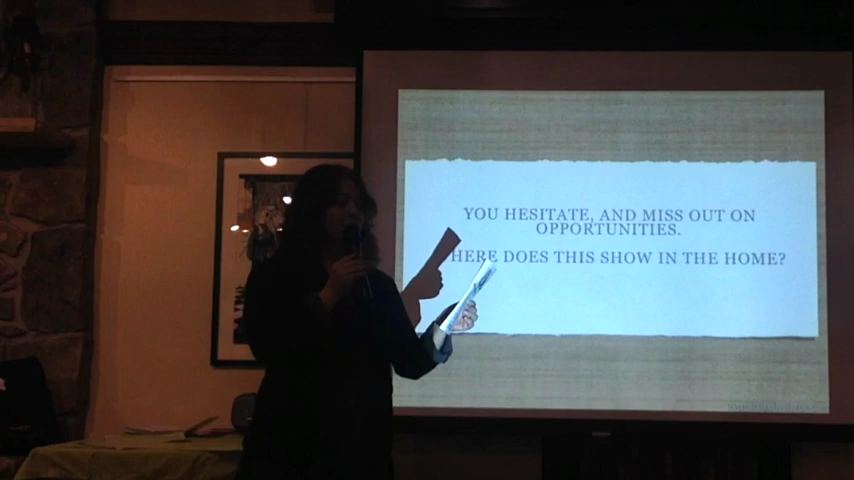 YOU HESITATE, AND MISS OUT ON
OPPORTUNITIES.
HERE DOES THIS SHOW IN THE HOME?